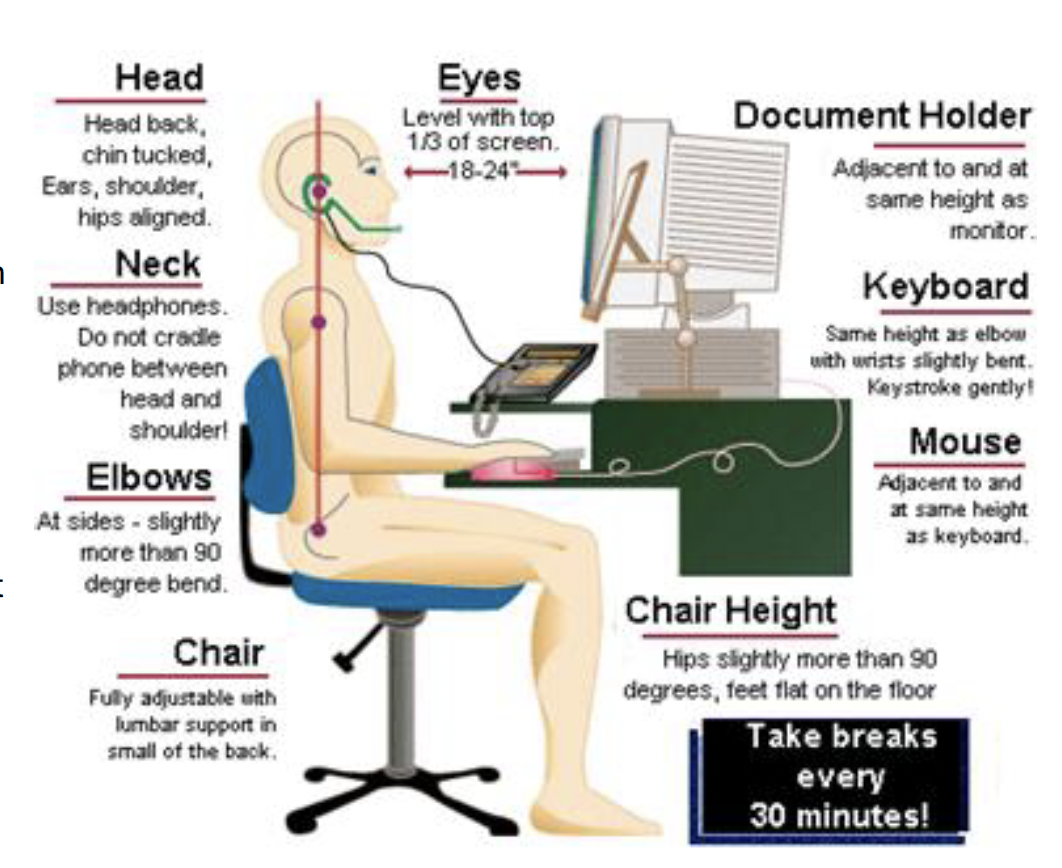 Head
Head back,
chin tucked,
Ears, shoulder,
hips aligned.
Neck
Use headphones.
Do not cradle
phone between
head and
shoulder!
Elbows
At sides - slightly
more than 90
degree bend.
Chair
Fully adjustable with
lumbar support in
small of the back.
Eyes
Level with top
1/3 of screen.
18-24"
Document Holder
Adjacent to and at
same height as
monitor.
Keyboard
Same height as elbow
with wrists slightly bent.
Keystroke gently!
Mouse
Adjacent to and
at same height
as keyboard.
Chair Height
Hips slightly more than 90
degrees, feet flat on the floor
Take breaks
every
30 minutes!